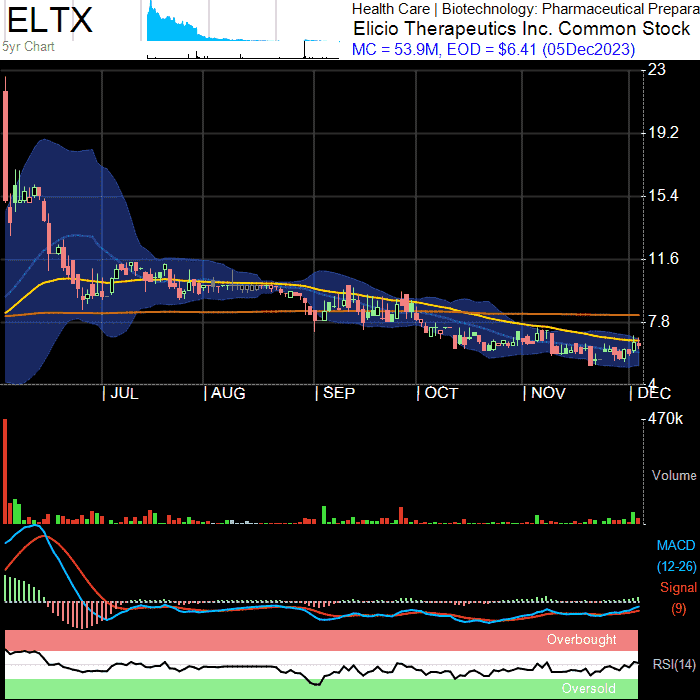 ELTX
5yr Chart
Health Care | Biotechnology: Pharmaceutical Prepara
Elicio Therapeutics Inc. Common Stock
MC = 53.9M, EOD = $6.41 (05Dec2023)
23
19.2
15.4
11.6
7.8
4
JUL
AUG
SEP
OCT
NOV
DEC
470k
Volume
MACD
(12-26)
Signal
(9)
Overbought
RSI(14)
Oversold